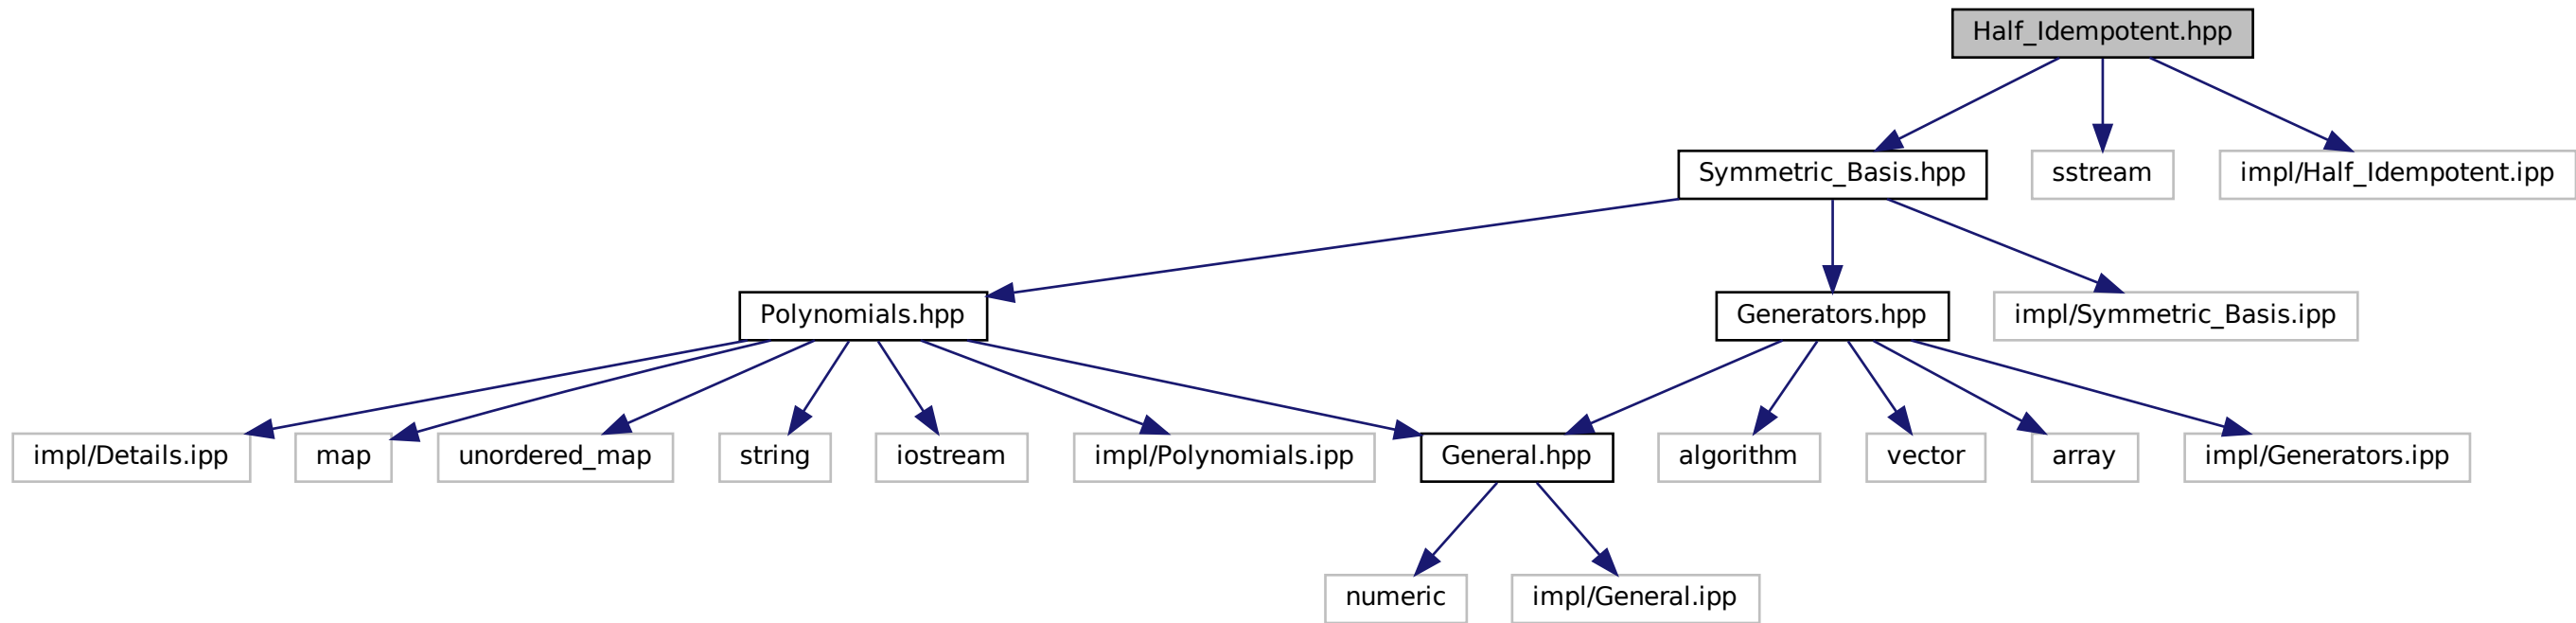 Half_Idempotent.hpp
Symmetric_Basis.hpp
sstream
impl/Half_Idempotent.ipp
Polynomials.hpp
Generators.hpp
impl/Symmetric_Basis.ipp
impl/Details.ipp
map
unordered_map
string
iostream
impl/Polynomials.ipp
General.hpp
algorithm
vector
array
impl/Generators.ipp
numeric
impl/General.ipp